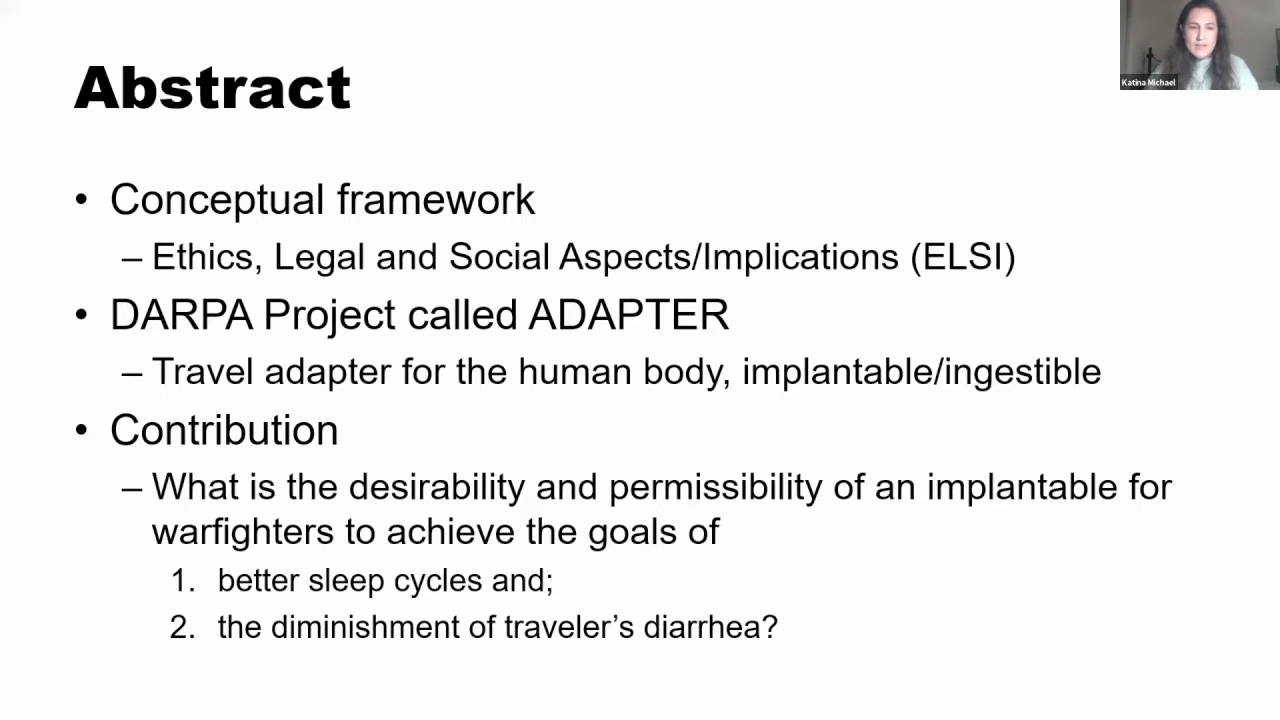 Abstract
Katina Michael
• Conceptual framework
– Ethics, Legal and Social Aspects/Implications (ELSI)
• DARPA Project called ADAPTER
– Travel adapter for the human body, implantable/ingestible
• Contribution
– What is the desirability and permissibility of an implantable for
warfighters to achieve the goals of
1. better sleep cycles and;
2. the diminishment of traveler’s diarrhea?